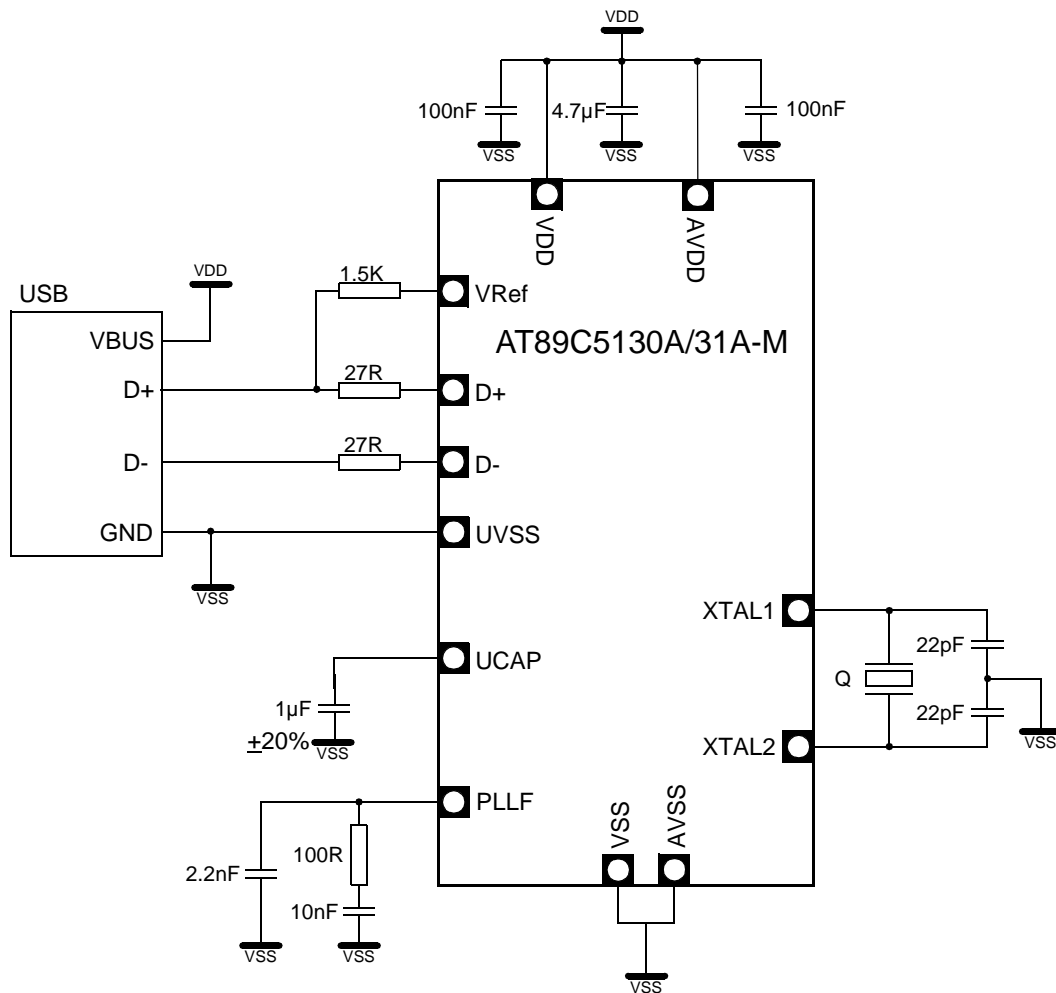 VDD
100nF
4.7µF
100nF
VSS
VSS
VSS
VDD
AVDD
VDD
1.5K
VRef
USB
VBUS
AT89C5130A/31A-M
D+
27R
D+
D-
27R
D-
GND
UVSS
VSS
XTAL1
22pF
UCAP
Q
1µF
22pF
±20%
VSS
XTAL2
VSS
PLLF
VSS
AVSS
100R
2.2nF
10nF
VSS
VSS
VSS